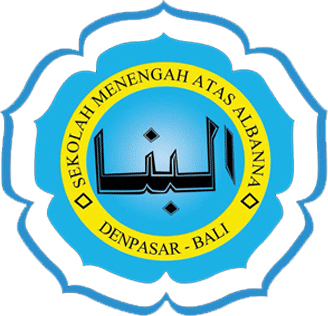 SEKOLAH MENENGAH ATAS ALBANNA
البنا
DENPASAR - BALI